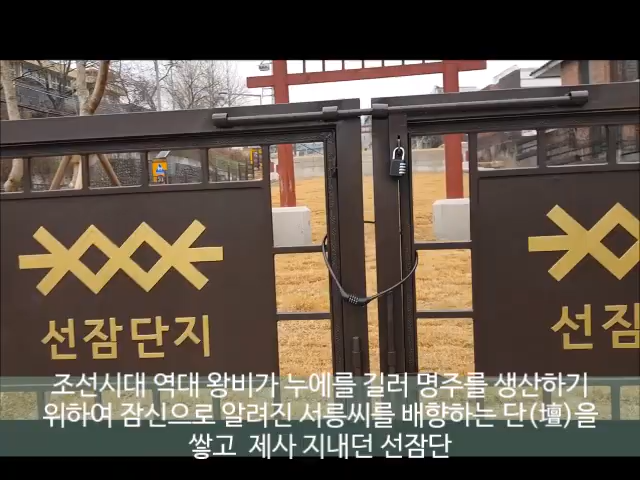 선잠단지
선잠
조선시대 역대 왕비가 누에를 길러 명주를 생산하기
위하여 잠신으로 알려진 서릉씨를 배향하는 단(壇)을
쌓고 제사 지내던 선잠단